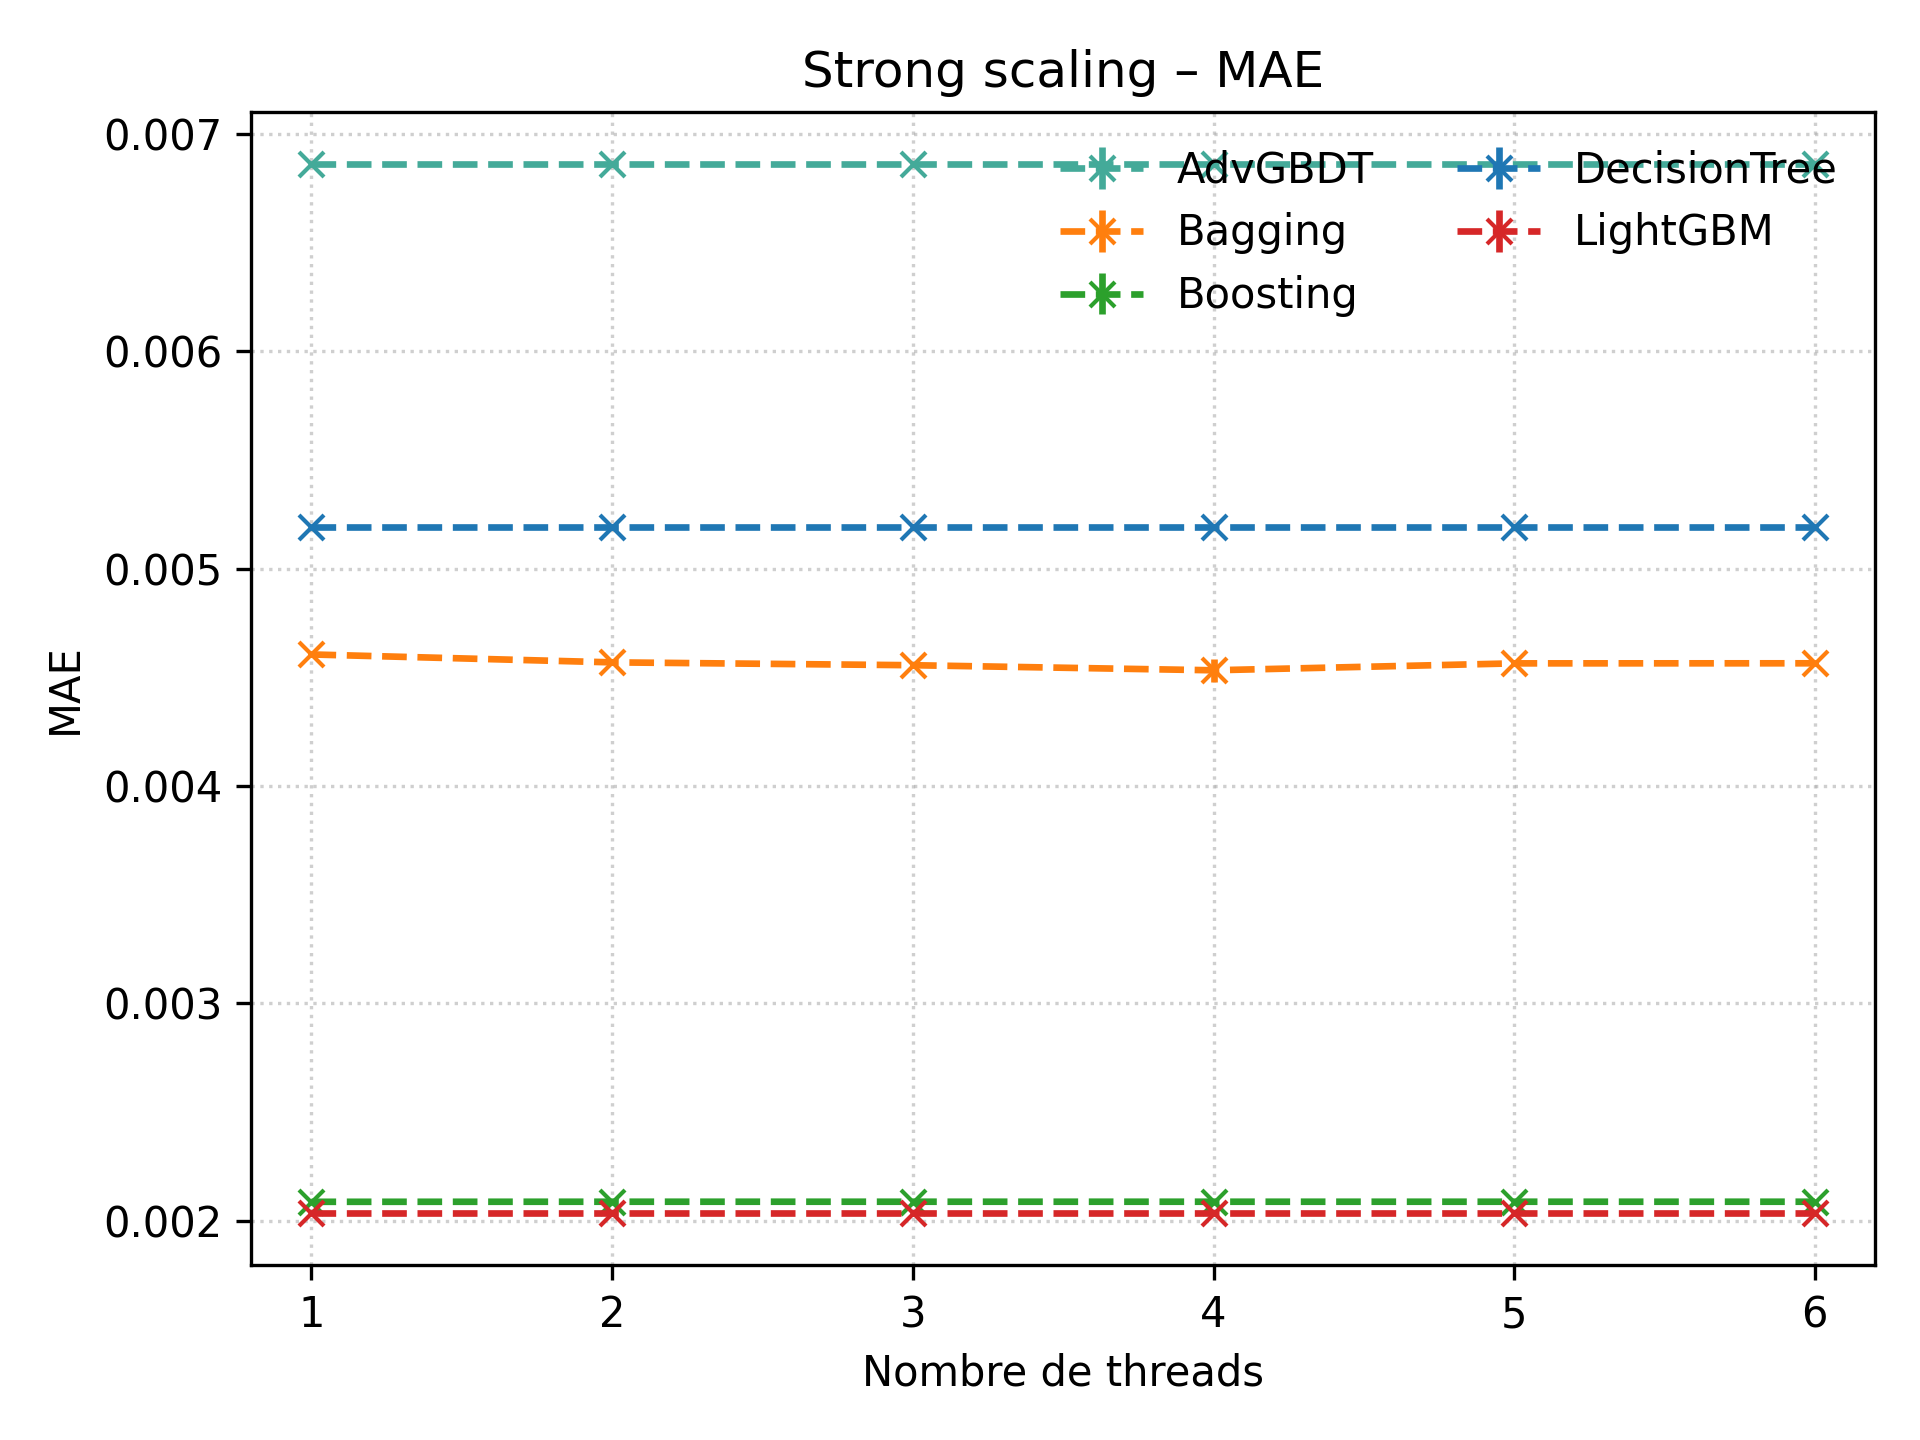 Strong scaling – MAE
0.007
0.006
0.005
0.004
0.003
0.002
MAE
AdvGBDT
Bagging
Boosting
DecisionTree
LightGBM
1 2 3 4 5 6
Nombre de threads